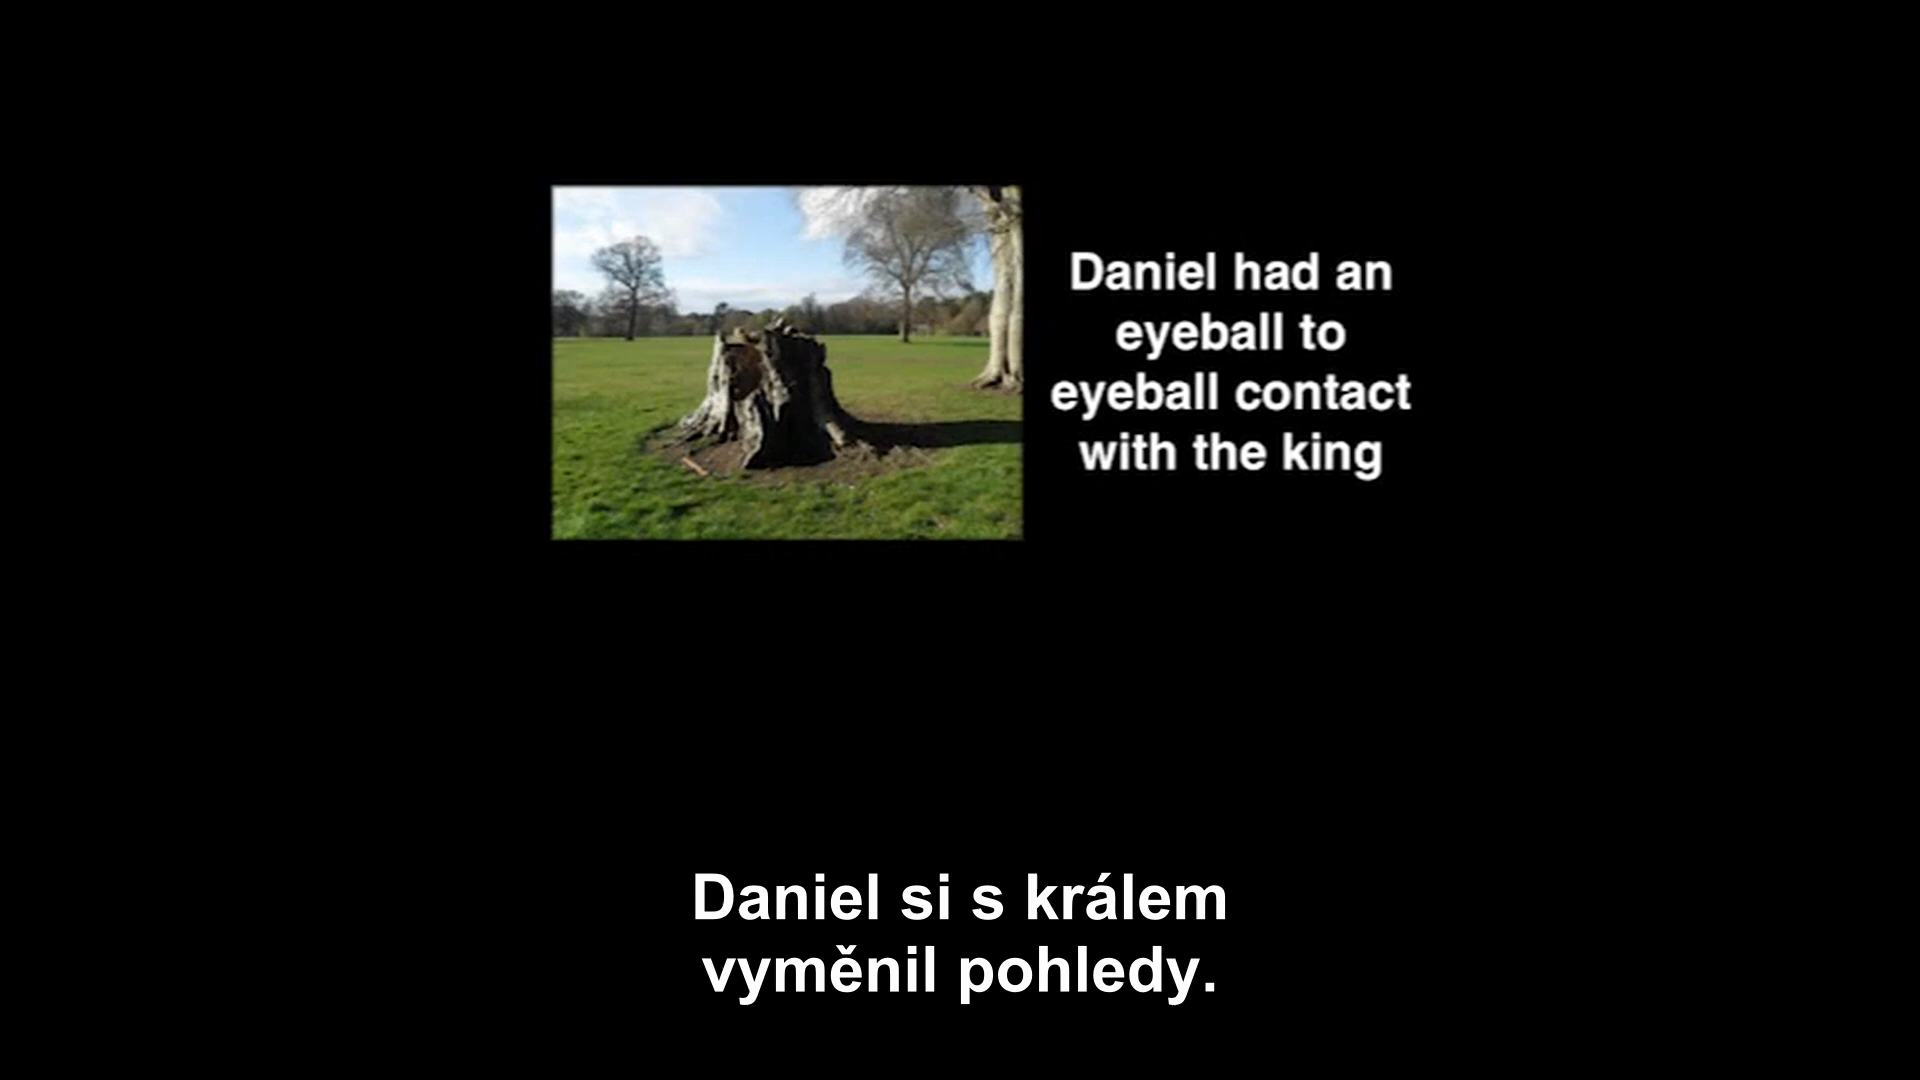 Daniel had an
eyeball to
eyeball contact
with the king
Daniel si s králem
vyměnil pohledy.